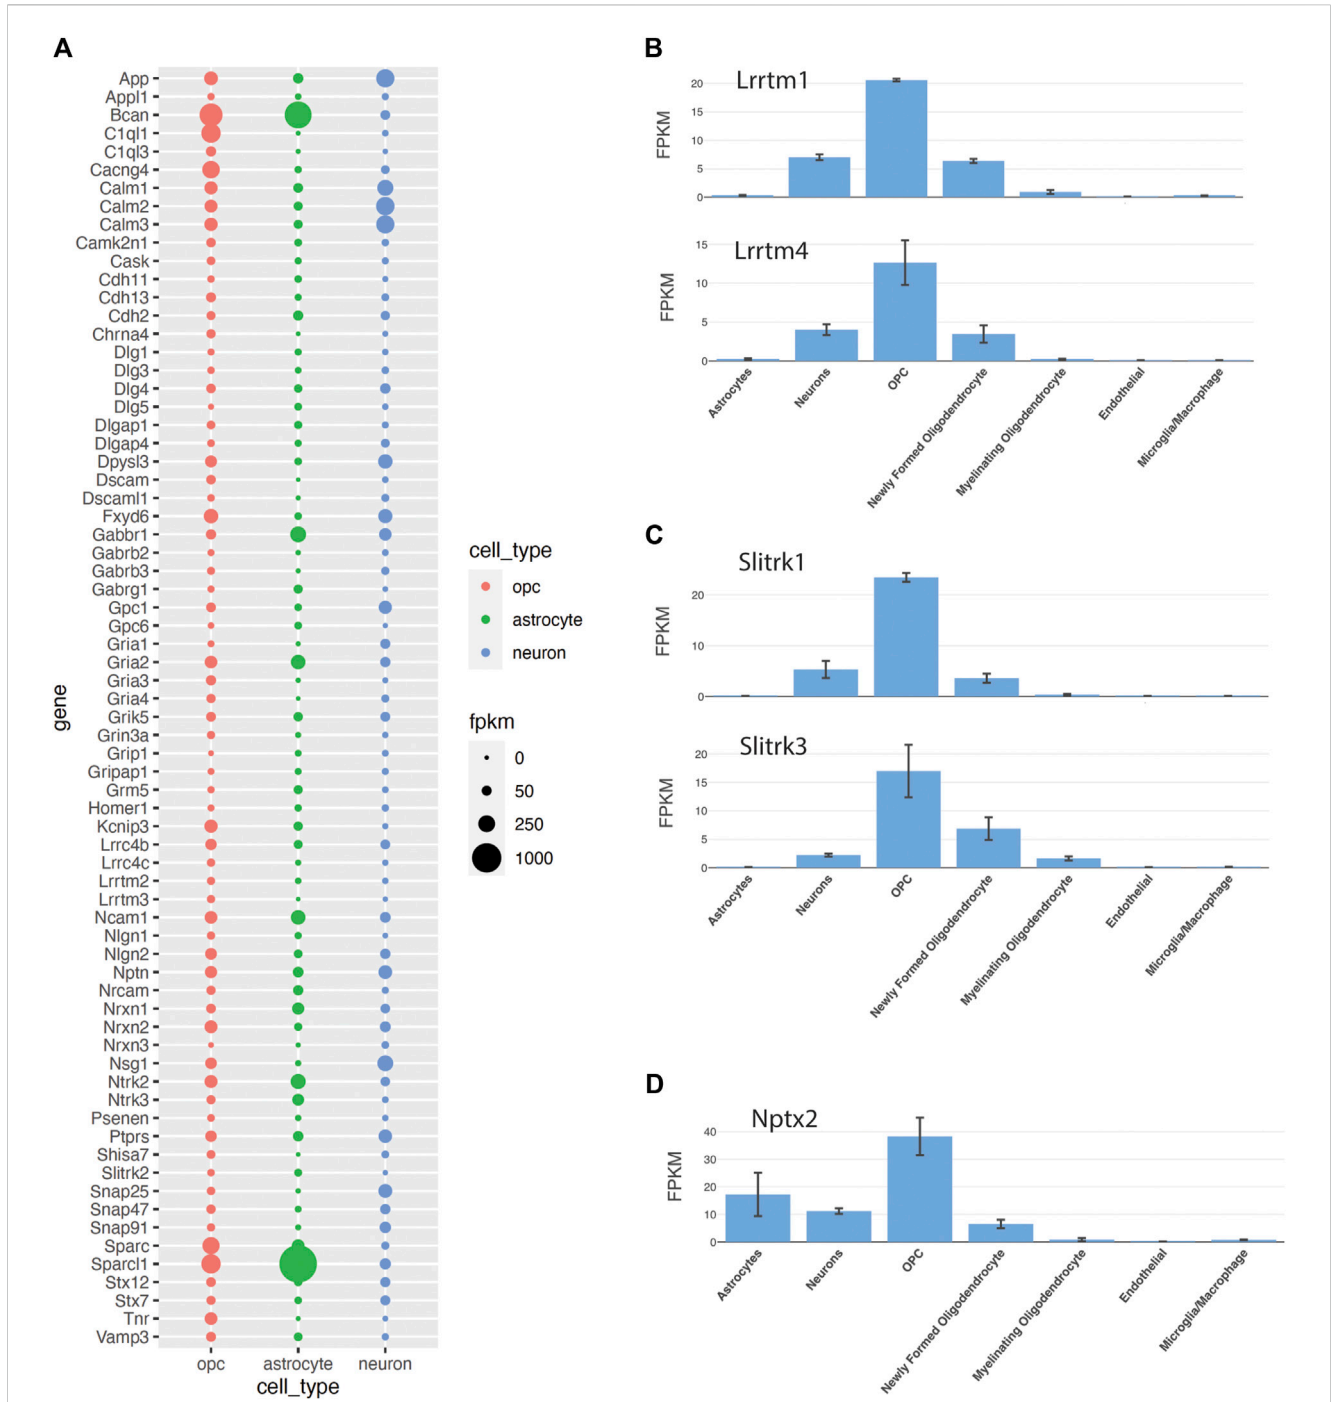 A
App
Appl1
Bcan
C1ql1
C1ql3
Cacng4
Calm1
Calm2
Calm3
Camk2n1
Cask
Cdh11
Cdh13
Cdh2
Chrna4
Dlg1
Dlg3
Dlg4
Dlg5
Dlgap1
Dlgap4
Dpysl3
Dscam
Dscaml1
Fxyd6
Gabbr1
Gabrb2
Gabrb3
Gabrg1
Gpc1
Gpc6
Gria1
Gria2
Gria3
Gria4
Grik5
Grin3a
Grip1
Gripap1
Grm5
Homer1
Kcnip3
Lrrc4b
Lrrc4c
Lrrtm2
Lrrtm3
Ncam1
Nlgn1
Nlgn2
Nptn
Nrcam
Nrxn1
Nrxn2
Nrxn3
Nsg1
Ntrk2
Ntrk3
Psenen
Ptprs
Shisa7
Slitrk2
Snap25
Snap47
Snap91
Sparc
Sparcl1
Stx12
Stx7
Tnr
Vamp3
gene
opc astrocyte neuron
cell_type
cell_type
opc
astrocyte
neuron
fpkm
0
50
250
1000
B
Lrrtm1
FPKM
20
15
10
5
0
Lrrtm4
FPKM
15
10
5
0
Astrocytes
Neurons
OPC
Newly Formed Oligodendrocyte
Myelinating Oligodendrocyte
Endothelial
Microglia/Macrophage
C
Slitrk1
FPKM
20
10
0
Slitrk3
FPKM
20
15
10
5
0
Astrocytes
Neurons
OPC
Newly Formed Oligodendrocyte
Myelinating Oligodendrocyte
Endothelial
Microglia/Macrophage
D
Nptx2
FPKM
40
30
20
10
0
Astrocytes
Neurons
OPC
Newly Formed Oligodendrocyte
Myelinating Oligodendrocyte
Endothelial
Microglia/Macrophage